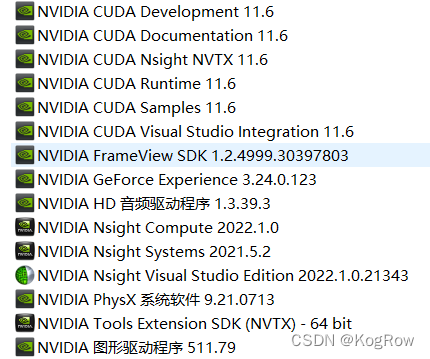 NVIDIA CUDA Development 11.6
NVIDIA CUDA Documentation 11.6
NVIDIA CUDA Nsight NVTX 11.6
NVIDIA CUDA Runtime 11.6
NVIDIA CUDA Samples 11.6
NVIDIA CUDA Visual Studio Integration 11.6
NVIDIA FrameView SDK 1.2.4999.30397803
NVIDIA GeForce Experience 3.24.0.123
NVIDIA HD 音频驱动程序 1.3.39.3
NVIDIA Nsight Compute 2022.1.0
NVIDIA Nsight Systems 2021.5.2
NVIDIA Nsight Visual Studio Edition 2022.1.0.21343
NVIDIA PhysX 系统软件 9.21.0713
NVIDIA Tools Extension SDK (NVTX) - 64 bit
NVIDIA 图形驱动程序 511.79
CSDN @KogRow